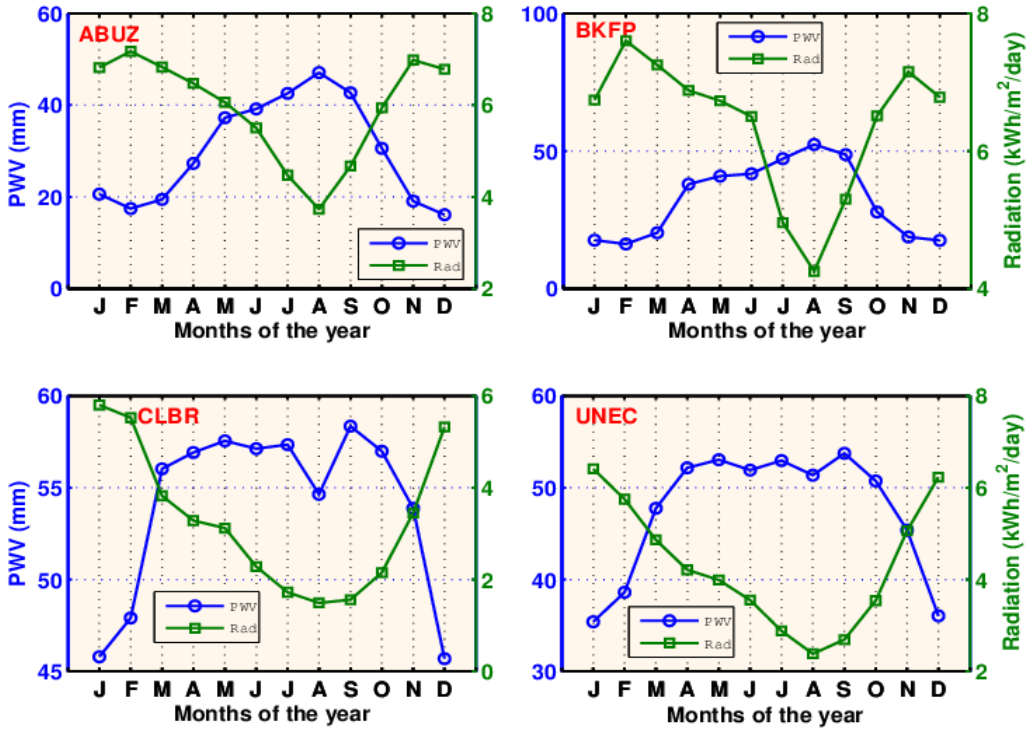 ABUZ
PWV (mm)
60
40
20
0
8
6
4
2
PWV
Rad
J F M A M J J A S O N D
Months of the year
BKFP
100
50
0
8
6
4
Radiation (kWh/m²/day)
PWV
Rad
J F M A M J J A S O N D
Months of the year
CLBR
PWV (mm)
60
55
50
45
6
4
2
0
PWV
Rad
J F M A M J J A S O N D
Months of the year
UNEC
60
50
40
30
8
6
4
2
Radiation (kWh/m²/day)
PWV
Rad
J F M A M J J A S O N D
Months of the year